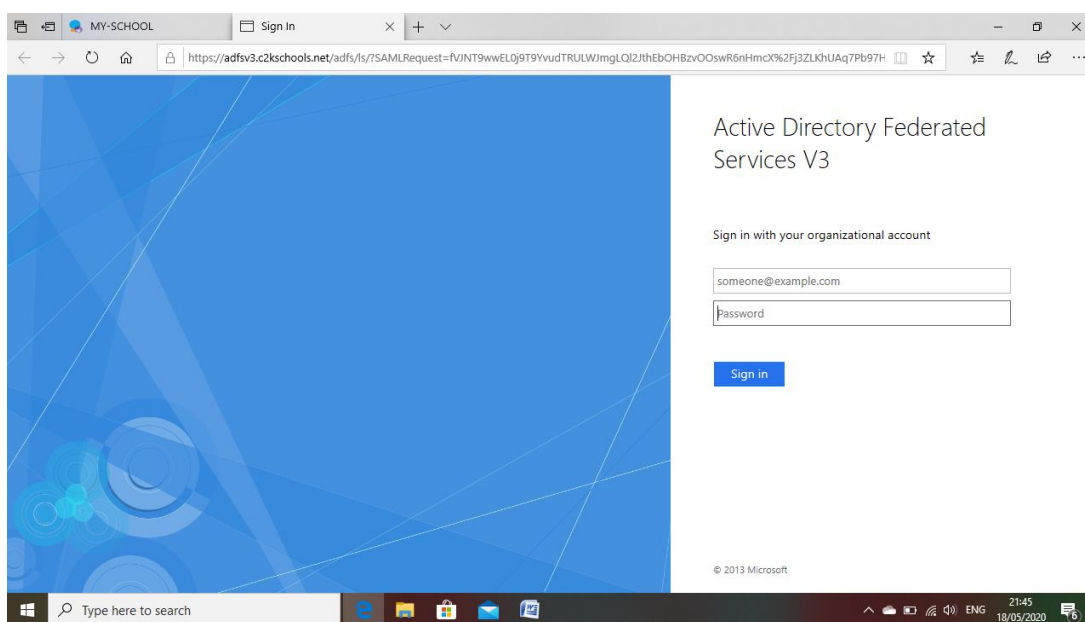 MY-SCHOOL
Sign In
https://adfsv3.c2kschools.net/adfs/ls/?SAMLRequest=
Active Directory Federated
Services V3
Sign in with your organizational account
someone@example.com
Password
Sign in
© 2013 Microsoft
Type here to search
ENG
21:45
18/05/2020
6